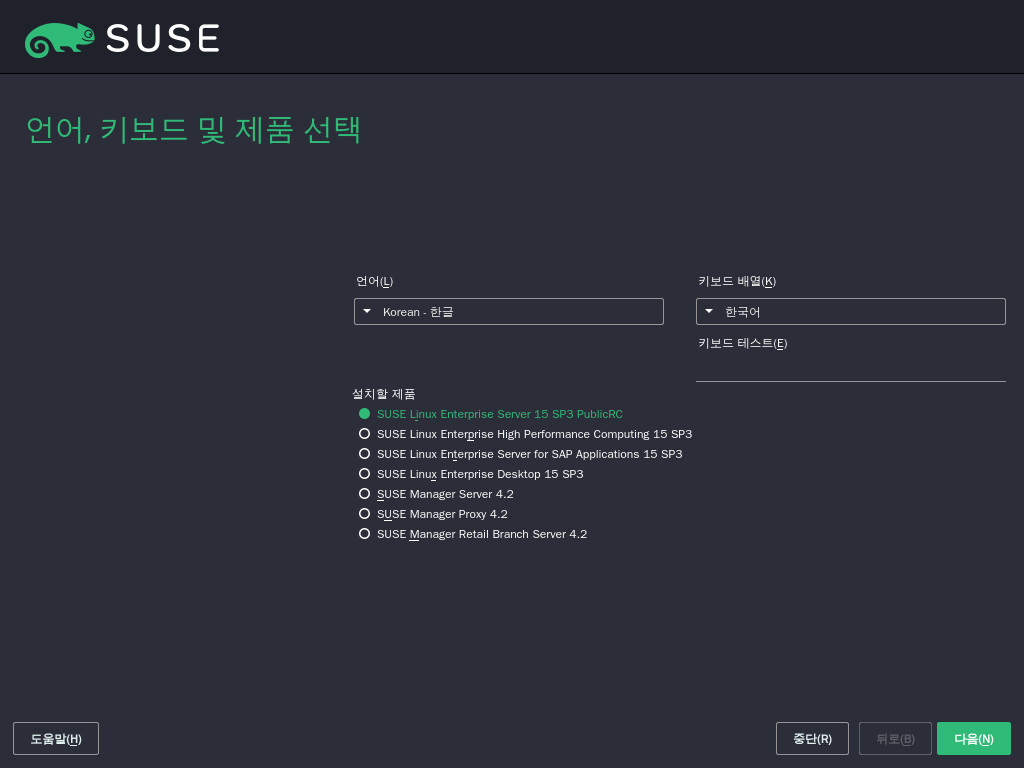 SUSE
언어, 키보드 및 제품 선택
언어(L)
키보드 배열(K)
Korean - 한글
한국어
키보드 테스트(E)
설치할 제품
SUSE Linux Enterprise Server 15 SP3 PublicRC
SUSE Linux Enterprise High Performance Computing 15 SP3
SUSE Linux Enterprise Server for SAP Applications 15 SP3
SUSE Linux Enterprise Desktop 15 SP3
SUSE Manager Server 4.2
SUSE Manager Proxy 4.2
SUSE Manager Retail Branch Server 4.2
도움말(H)
중단(R)
뒤로(B)
다음(N)